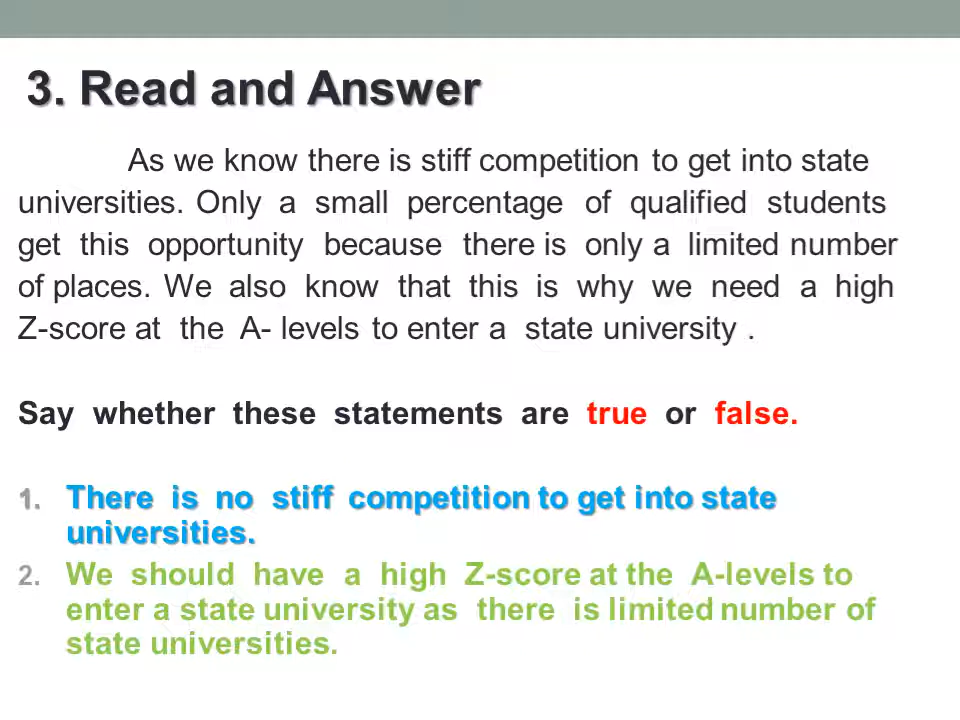 3. Read and Answer
As we know there is stiff competition to get into state
universities. Only a small percentage of qualified students
get this opportunity because there is only a limited number
of places. We also know that this is why we need a high
Z-score at the A- levels to enter a state university .
Say whether these statements are true or false.
1. There is no stiff competition to get into state
universities.
2. We should have a high Z-score at the A-levels to
enter a state university as there is limited number of
state universities.